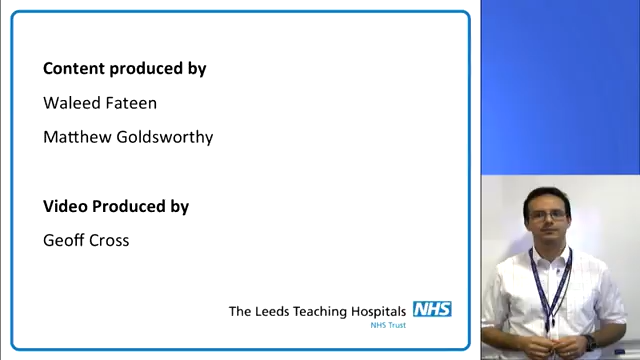 Content produced by
Waleed Fateen
Matthew Goldsworthy
Video Produced by
Geoff Cross
The Leeds Teaching Hospitals NHS
NHS Trust